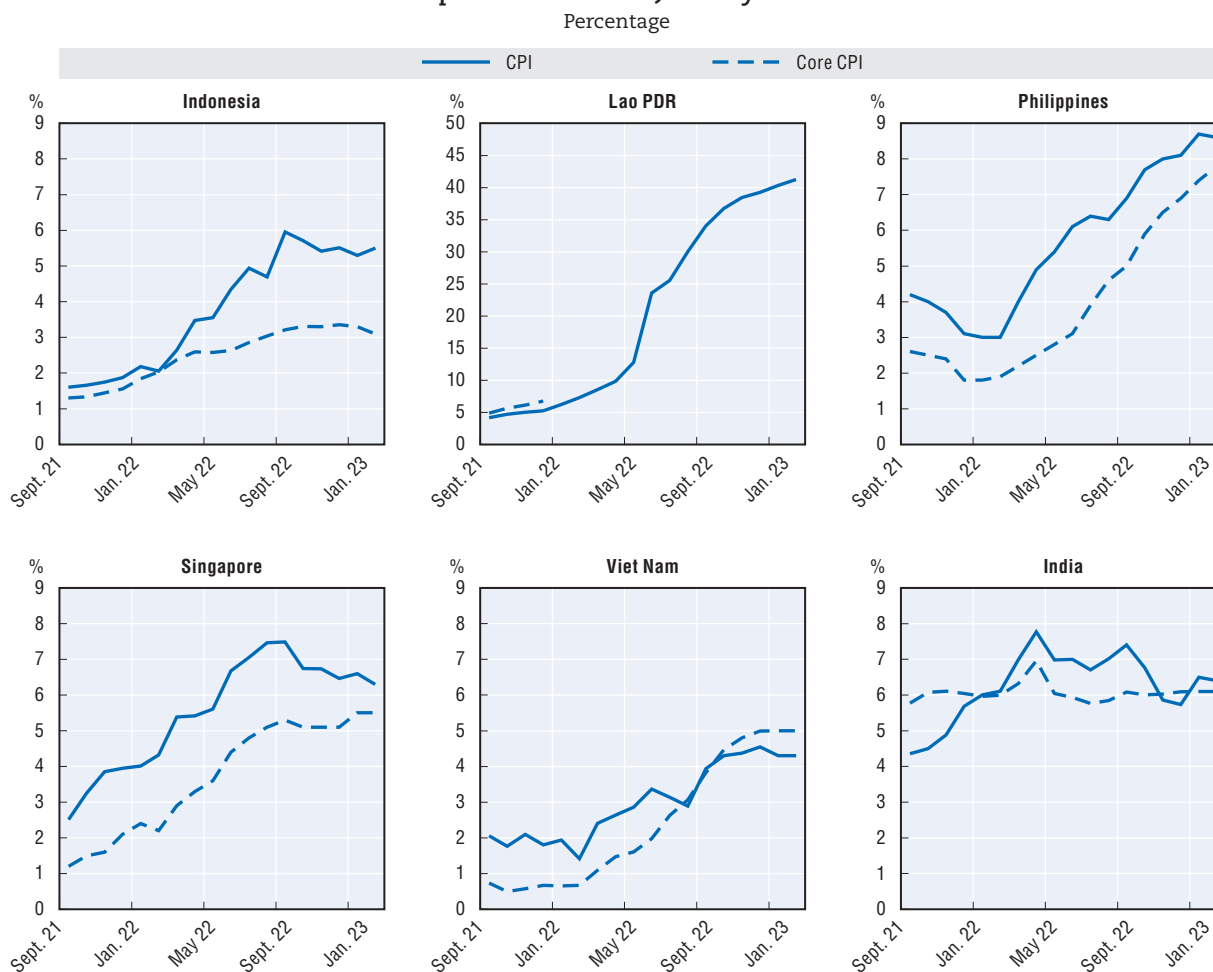 Percentage
CPI
Core CPI
%
Indonesia
9
8
7
6
5
4
3
2
1
0
Sept. 21
Jan. 22
May 22
Sept. 22
Jan. 23
%
Lao PDR
50
45
40
35
30
25
20
15
10
5
0
Sept. 21
Jan. 22
May 22
Sept. 22
Jan. 23
%
Philippines
9
8
7
6
5
4
3
2
1
0
Sept. 21
Jan. 22
May 22
Sept. 22
Jan. 23
%
Singapore
9
8
7
6
5
4
3
2
1
0
Sept. 21
Jan. 22
May 22
Sept. 22
Jan. 23
%
Viet Nam
9
8
7
6
5
4
3
2
1
0
Sept. 21
Jan. 22
May 22
Sept. 22
Jan. 23
%
India
9
8
7
6
5
4
3
2
1
0
Sept. 21
Jan. 22
May 22
Sept. 22
Jan. 23